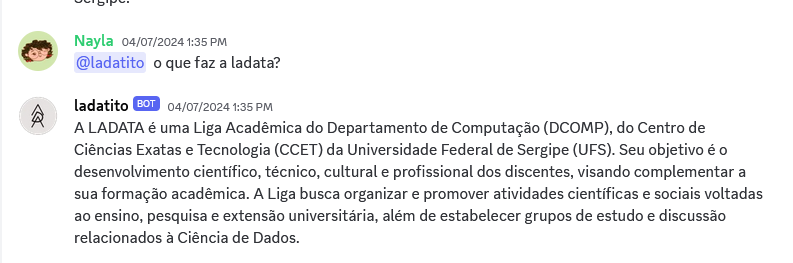 Sergipe.
Nayla 04/07/2024 1:35 PM
@ladatito o que faz a ladata?
ladatito BOT 04/07/2024 1:35 PM
A LADATA é uma Liga Acadêmica do Departamento de Computação (DCOMP), do Centro de
Ciências Exatas e Tecnologia (CCET) da Universidade Federal de Sergipe (UFS). Seu objetivo é o
desenvolvimento científico, técnico, cultural e profissional dos discentes, visando complementar a
sua formação acadêmica. A Liga busca organizar e promover atividades científicas e sociais voltadas
ao ensino, pesquisa e extensão universitária, além de estabelecer grupos de estudo e discussão
relacionados à Ciência de Dados.